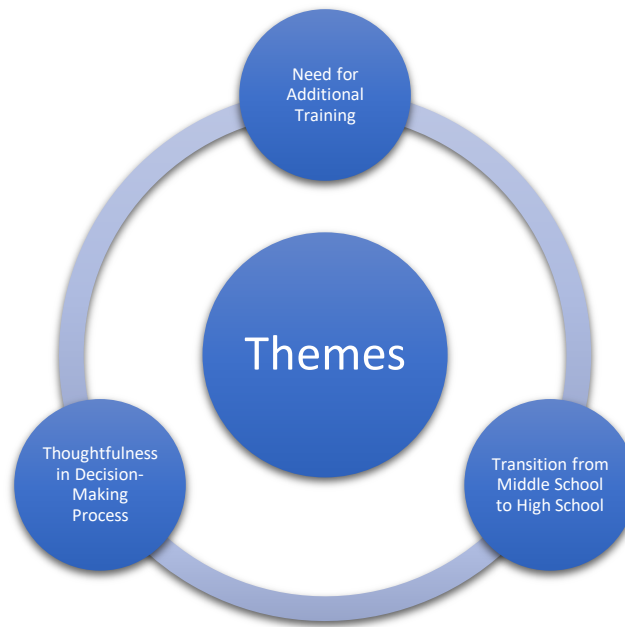 Need for
Additional
Training
Themes
Thoughtfulness
in Decision-
Making
Process
Transition from
Middle School
to High School